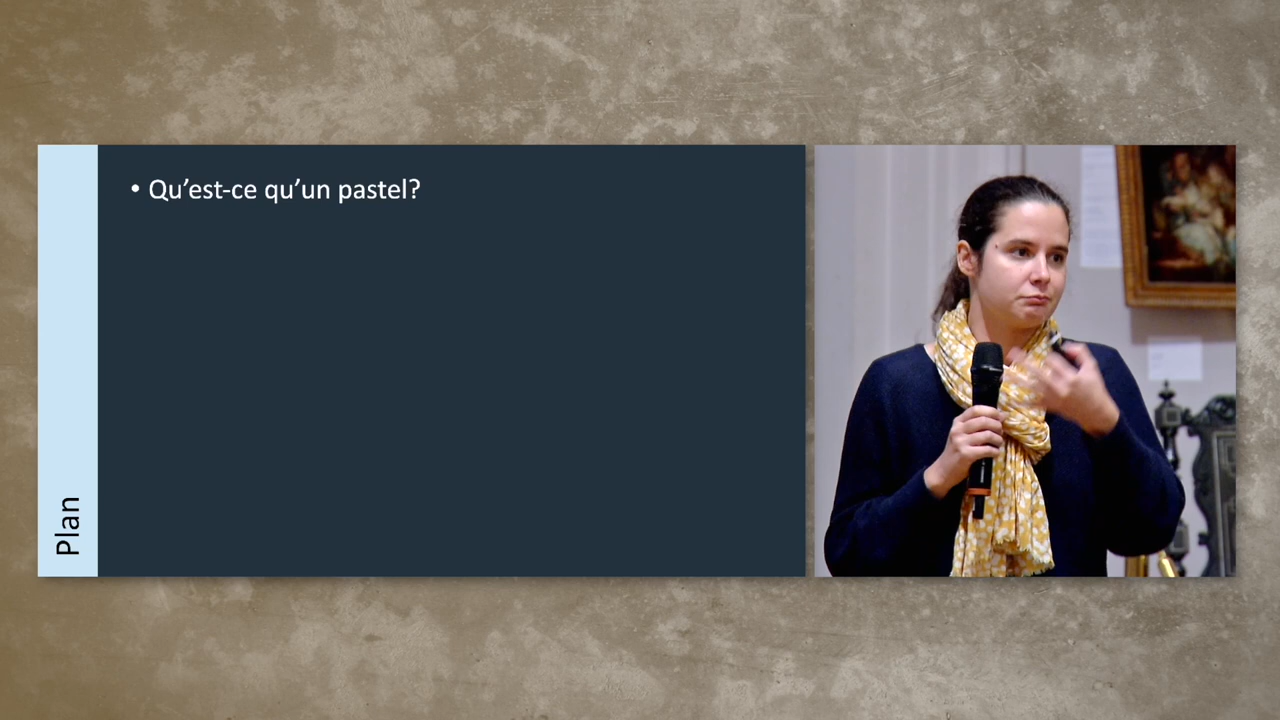 Plan
• Qu’est-ce qu’un pastel?